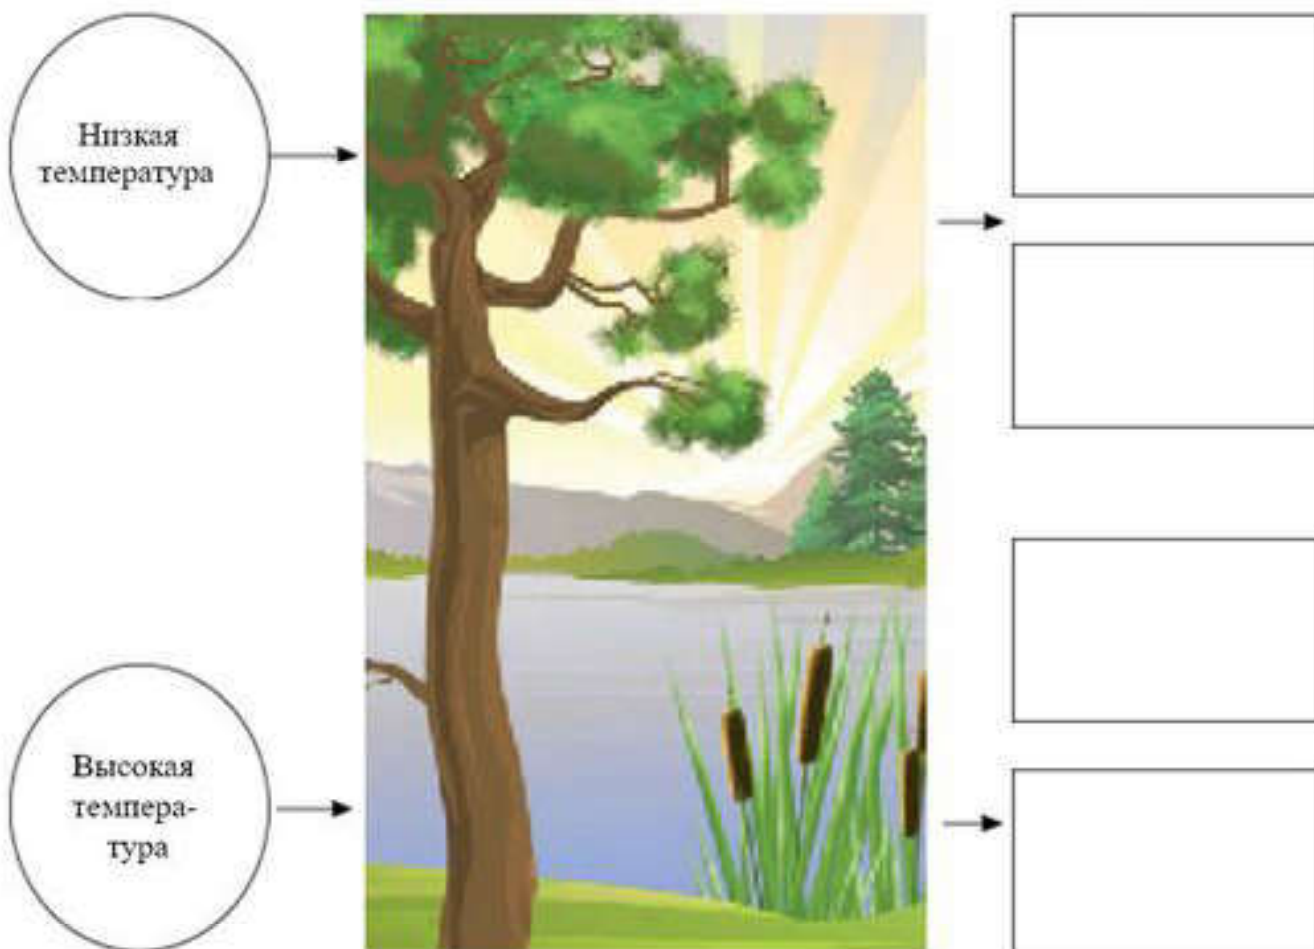 Низкая
температура
Высокая
темпера-
тура